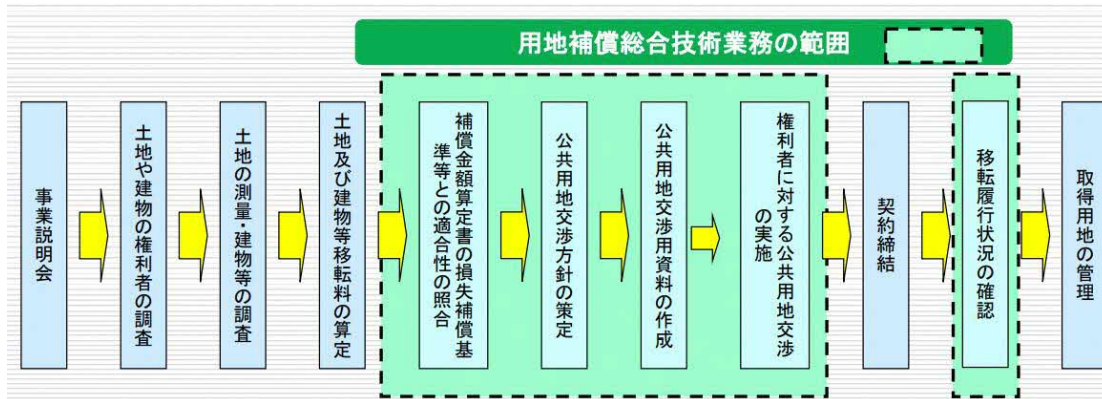 用地補償総合技術業務の範囲
事業説明会
土地や建物の権利者の調査
土地の測量・建物等の調査
土地及び建物等移転料の算定
補償金額算定書の損失補償基
準等との適合性の照合
公共用地交渉方針の策定
公共用地交渉用資料の作成
権利者に対する公共用地交渉
の実施
契約締結
移転履行状況の確認
取得用地の管理